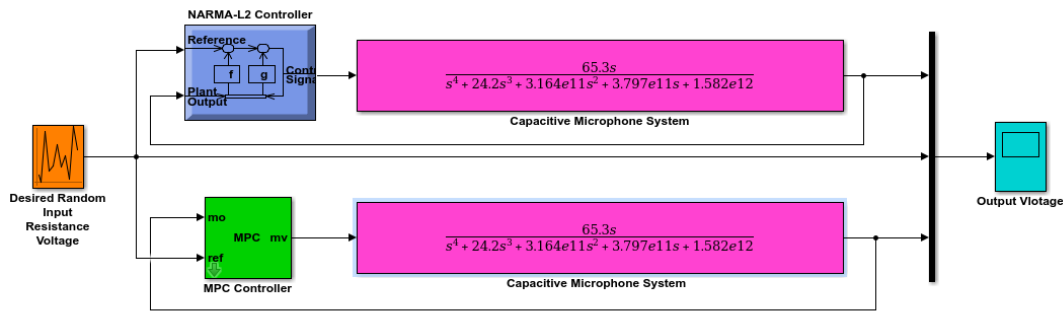 NARMA-L2 Controller
Reference
f
g
Contr
Signa
Plant
Output
65.3s
s⁴ + 24.2s³ + 3.164e11s² + 3.797e11s + 1.582e12
Capacitive Microphone System
Desired Random
Input
Resistance
Voltage
Output Vlotage
mo
MPC
mv
ref
MPC Controller
65.3s
s⁴ + 24.2s³ + 3.164e11s² + 3.797e11s + 1.582e12
Capacitive Microphone System